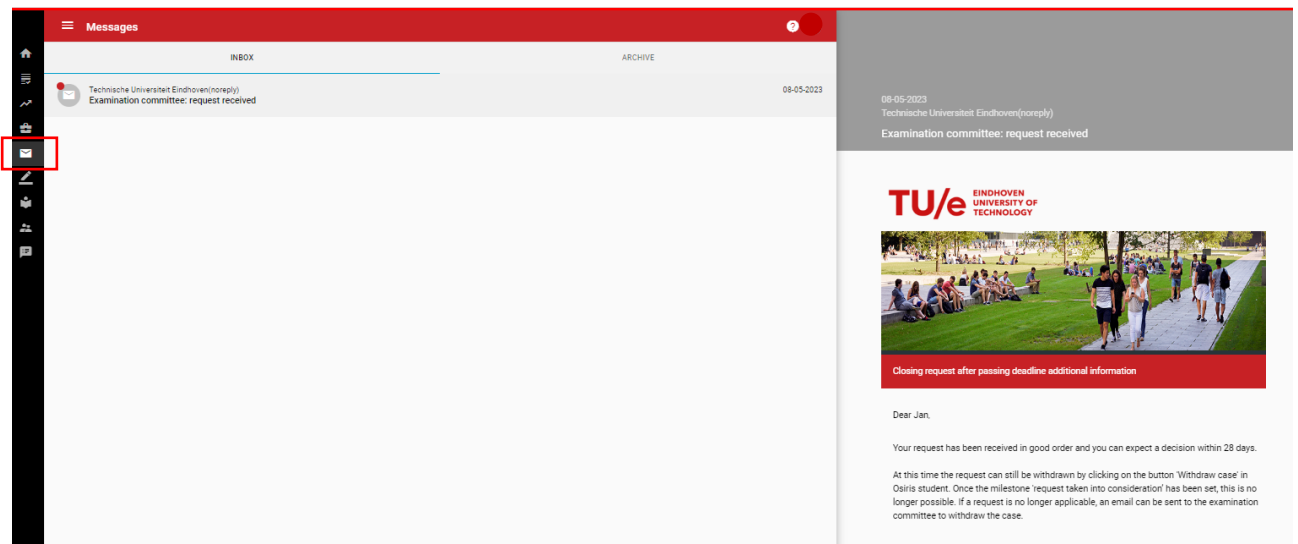 Messages
?
INBOX
ARCHIVE
Technische Universiteit Eindhoven(noreply)
08-05-2023
Examination committee: request received
08-05-2023
Technische Universiteit Eindhoven(noreply)
Examination committee: request received
TU/e EINDHOVEN
UNIVERSITY OF
TECHNOLOGY
Closing request after passing deadline additional information
Dear Jan,
Your request has been received in good order and you can expect a decision within 28 days.
At this time the request can still be withdrawn by clicking on the button 'Withdraw case' in
Osiris student. Once the milestone 'request taken into consideration' has been set, this is no
longer possible. If a request is no longer applicable, an email can be sent to the examination
committee to withdraw the case.